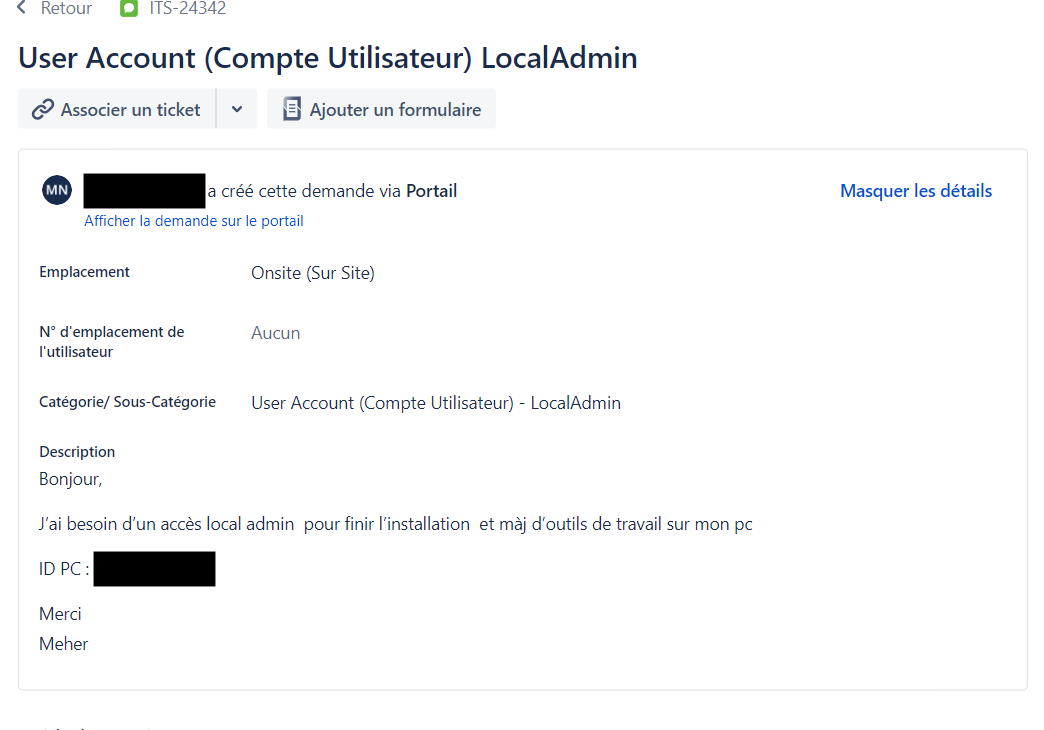 Retour ITS-24342
User Account (Compte Utilisateur) LocalAdmin
Associer un ticket Ajouter un formulaire
MN a créé cette demande via Portail Masquer les détails
Afficher la demande sur le portail
Emplacement Onsite (Sur Site)
N° d'emplacement de
l'utilisateur
Aucun
Catégorie/ Sous-Catégorie User Account (Compte Utilisateur) - LocalAdmin
Description
Bonjour,
J'ai besoin d'un accès local admin pour finir l'installation et màj d'outils de travail sur mon pc
ID PC :
Merci
Meher